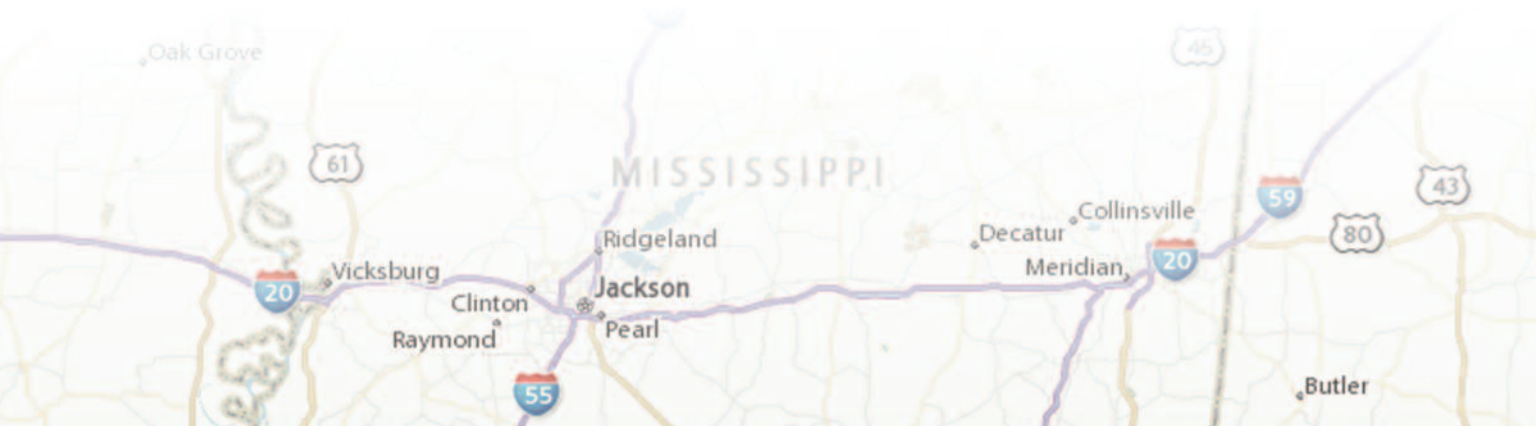 Oak Grove
45
61
MISSISSIPPI
59
43
Collinsville
Decatur
80
Ridgeland
Meridian
20
Vicksburg
20
Jackson
Clinton
Pearl
Raymond
55
Butler